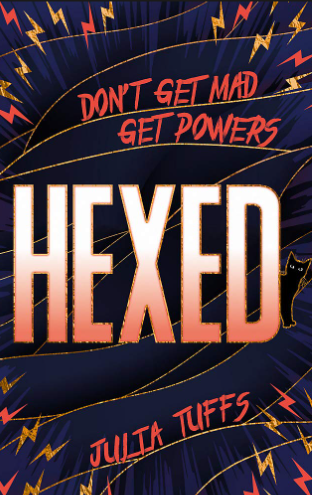 DON'T GET MAD
GET POWERS
HEXED
JULIA TUFFS